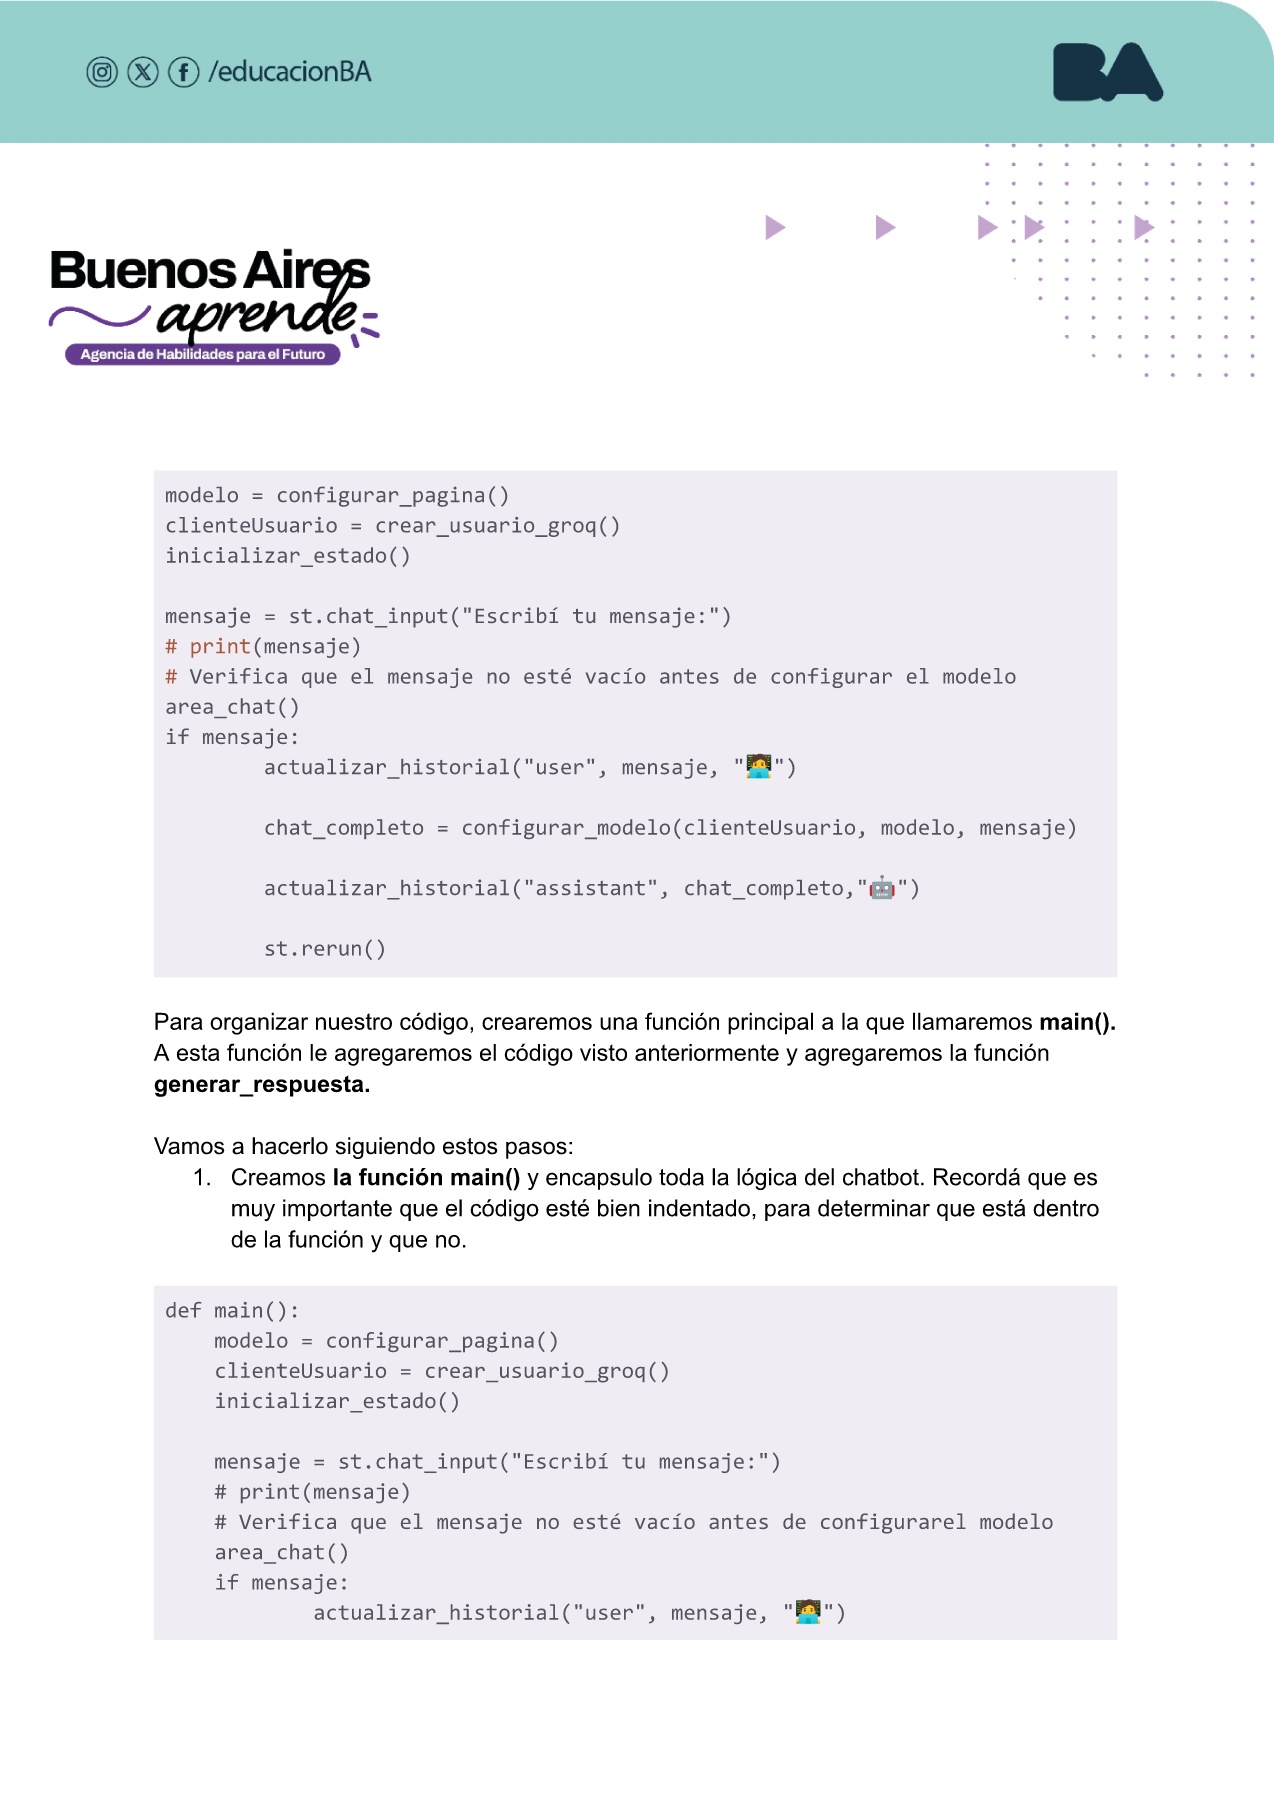 /educacionBA
BA
Buenos Aires
aprende
Agencia de Habilidades para el Futuro
modelo = configurar_pagina()
clienteUsuario = crear_usuario_groq()
inicializar_estado()
mensaje = st.chat_input("Escribí tu mensaje:")
# print(mensaje)
# Verifica que el mensaje no esté vacío antes de configurar el modelo
area_chat()
if mensaje:
        actualizar_historial("user", mensaje, "🧑‍💻")
        chat_completo = configurar_modelo(clienteUsuario, modelo, mensaje)
        actualizar_historial("assistant", chat_completo,"🤖")
        st.rerun()
Para organizar nuestro código, crearemos una función principal a la que llamaremos main().
A esta función le agregaremos el código visto anteriormente y agregaremos la función
generar_respuesta.
Vamos a hacerlo siguiendo estos pasos:
1. Creamos la función main() y encapsulo toda la lógica del chatbot. Recordá que es
muy importante que el código esté bien indentado, para determinar que está dentro
de la función y que no.
def main():
    modelo = configurar_pagina()
    clienteUsuario = crear_usuario_groq()
    inicializar_estado()
    mensaje = st.chat_input("Escribí tu mensaje:")
    # print(mensaje)
    # Verifica que el mensaje no esté vacío antes de configurarel modelo
    area_chat()
    if mensaje:
            actualizar_historial("user", mensaje, "🧑‍💻")